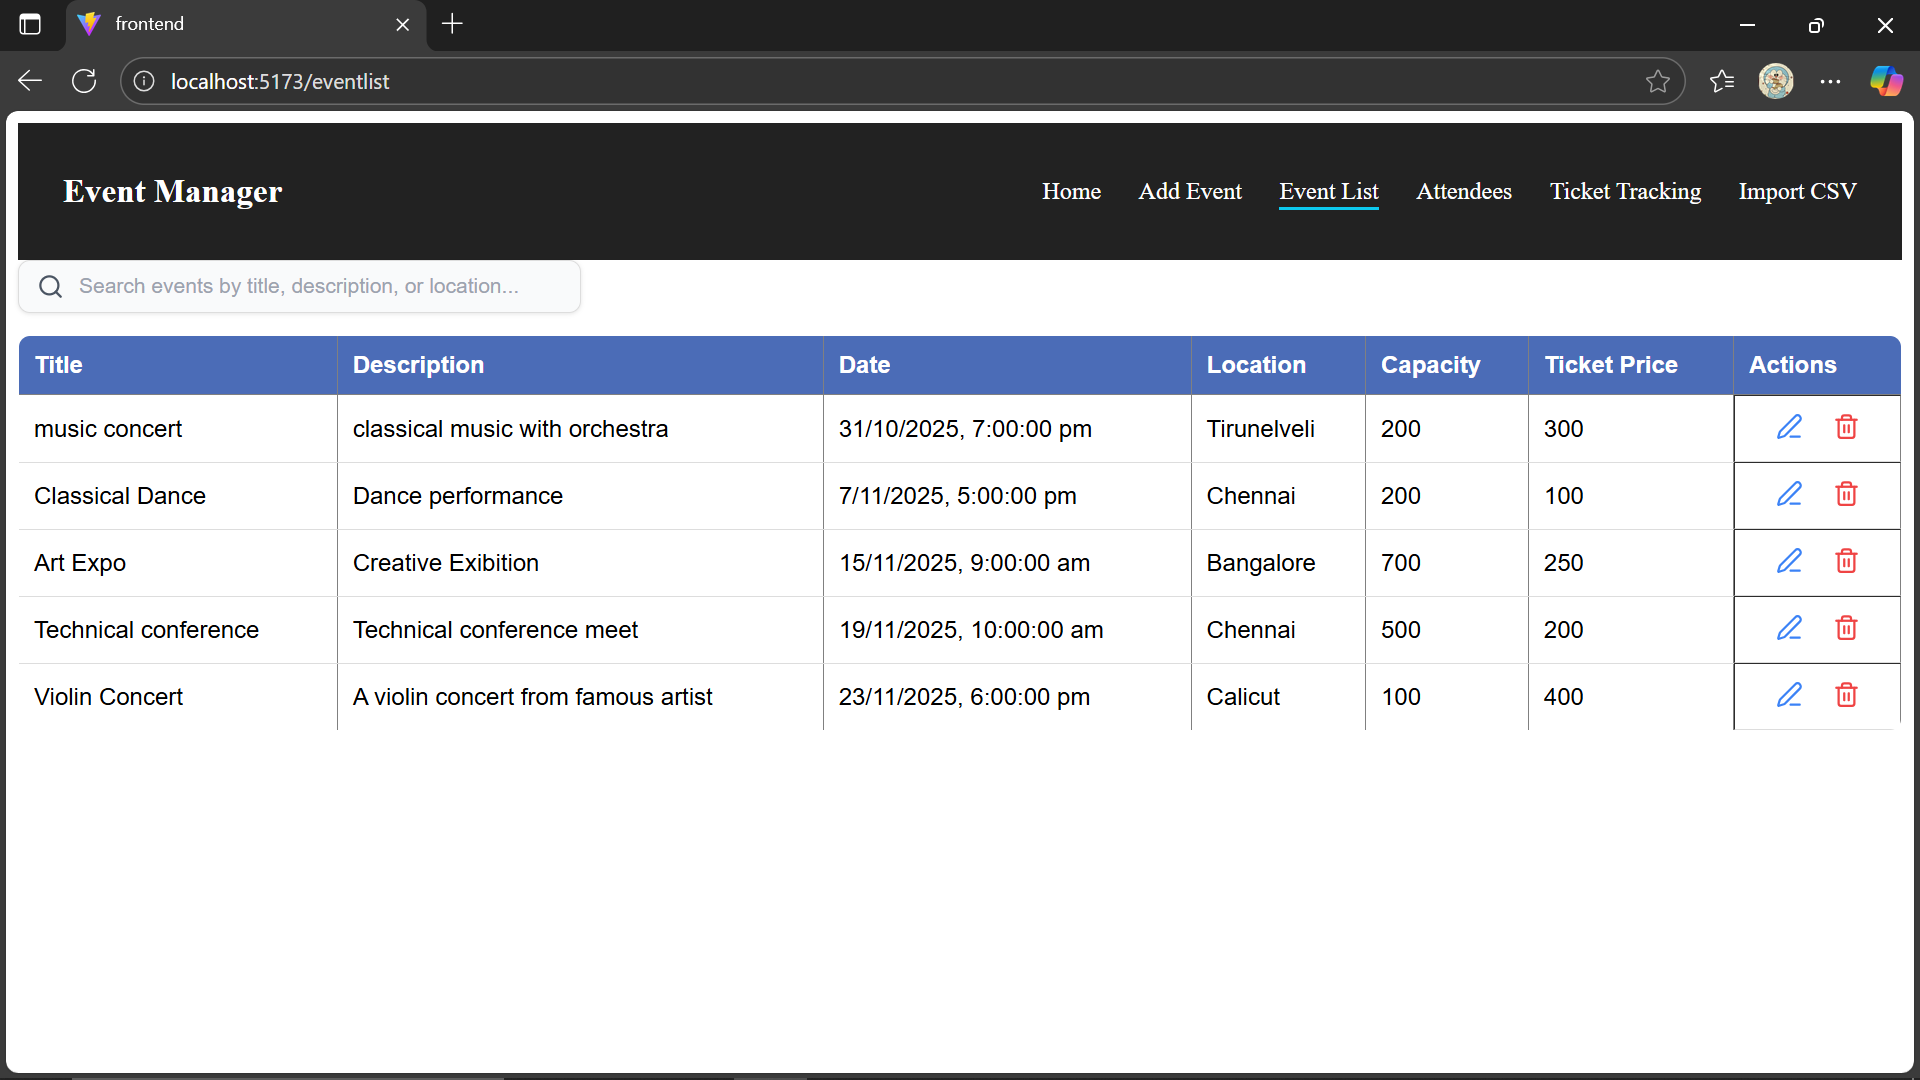 frontend
localhost:5173/eventlist
Event Manager Home Add Event Event List Attendees Ticket Tracking Import CSV
Search events by title, description, or location...
Title Description Date Location Capacity Ticket Price Actions
music concert classical music with orchestra 31/10/2025, 7:00:00 pm Tirunelveli 200 300
Classical Dance Dance performance 7/11/2025, 5:00:00 pm Chennai 200 100
Art Expo Creative Exibition 15/11/2025, 9:00:00 am Bangalore 700 250
Technical conference Technical conference meet 19/11/2025, 10:00:00 am Chennai 500 200
Violin Concert A violin concert from famous artist 23/11/2025, 6:00:00 pm Calicut 100 400